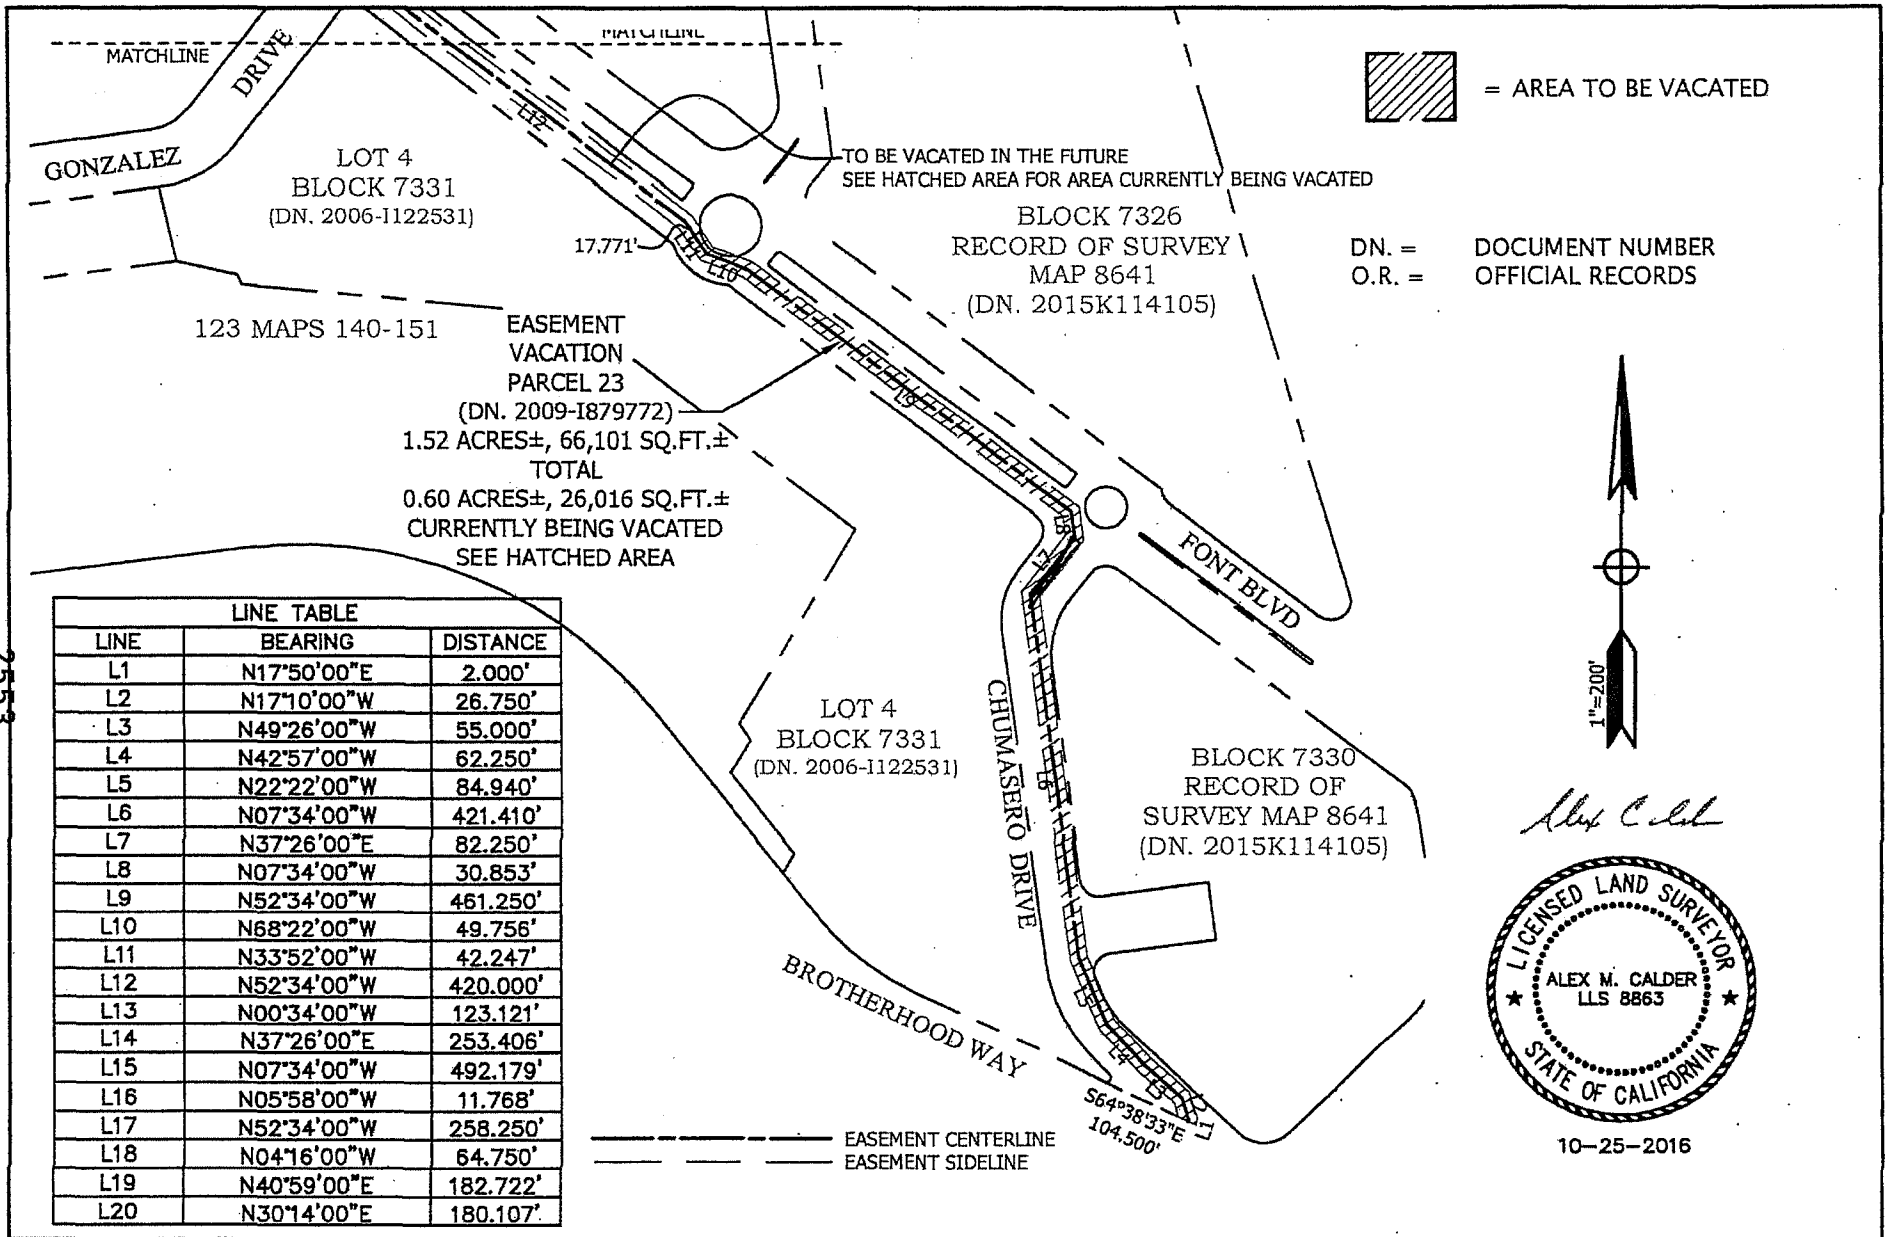 MATCHLINE
MATCHLINE
DRIVE
GONZALEZ
L12
LOT 4
BLOCK 7331
(DN. 2006-I122531)
17.771'
L11
L10
TO BE VACATED IN THE FUTURE
SEE HATCHED AREA FOR AREA CURRENTLY BEING VACATED
= AREA TO BE VACATED
BLOCK 7326
RECORD OF SURVEY
MAP 8641
(DN. 2015K114105)
DN. = DOCUMENT NUMBER
O.R. = OFFICIAL RECORDS
123 MAPS 140-151
EASEMENT
VACATION
PARCEL 23
(DN. 2009-I879772)
1.52 ACRES±, 66,101 SQ.FT.±
TOTAL
0.60 ACRES±, 26,016 SQ.FT.±
CURRENTLY BEING VACATED
SEE HATCHED AREA
L9
L8
L7
FONT BLVD
1"=200'
LINE TABLE
LINE BEARING DISTANCE
L1 N17°50'00"E 2.000'
L2 N17°10'00"W 26.750'
L3 N49°26'00"W 55.000'
L4 N42°57'00"W 62.250'
L5 N22°22'00"W 84.940'
L6 N07°34'00"W 421.410'
L7 N37°26'00"E 82.250'
L8 N07°34'00"W 30.853'
L9 N52°34'00"W 461.250'
L10 N68°22'00"W 49.756'
L11 N33°52'00"W 42.247'
L12 N52°34'00"W 420.000'
L13 N00°34'00"W 123.121'
L14 N37°26'00"E 253.406'
L15 N07°34'00"W 492.179'
L16 N05°58'00"W 11.768'
L17 N52°34'00"W 258.250'
L18 N04°16'00"W 64.750'
L19 N40°59'00"E 182.722'
L20 N30°14'00"E 180.107'
LOT 4
BLOCK 7331
(DN. 2006-I122531)
CHUMASERO DRIVE
L6
BLOCK 7330
RECORD OF
SURVEY MAP 8641
(DN. 2015K114105)
BROTHERHOOD WAY
L5
L4
L3
L1
S64°38'33"E
104.500'
EASEMENT CENTERLINE
EASEMENT SIDELINE
LICENSED LAND SURVEYOR
ALEX M. CALDER
LLS 8863
STATE OF CALIFORNIA
10-25-2016